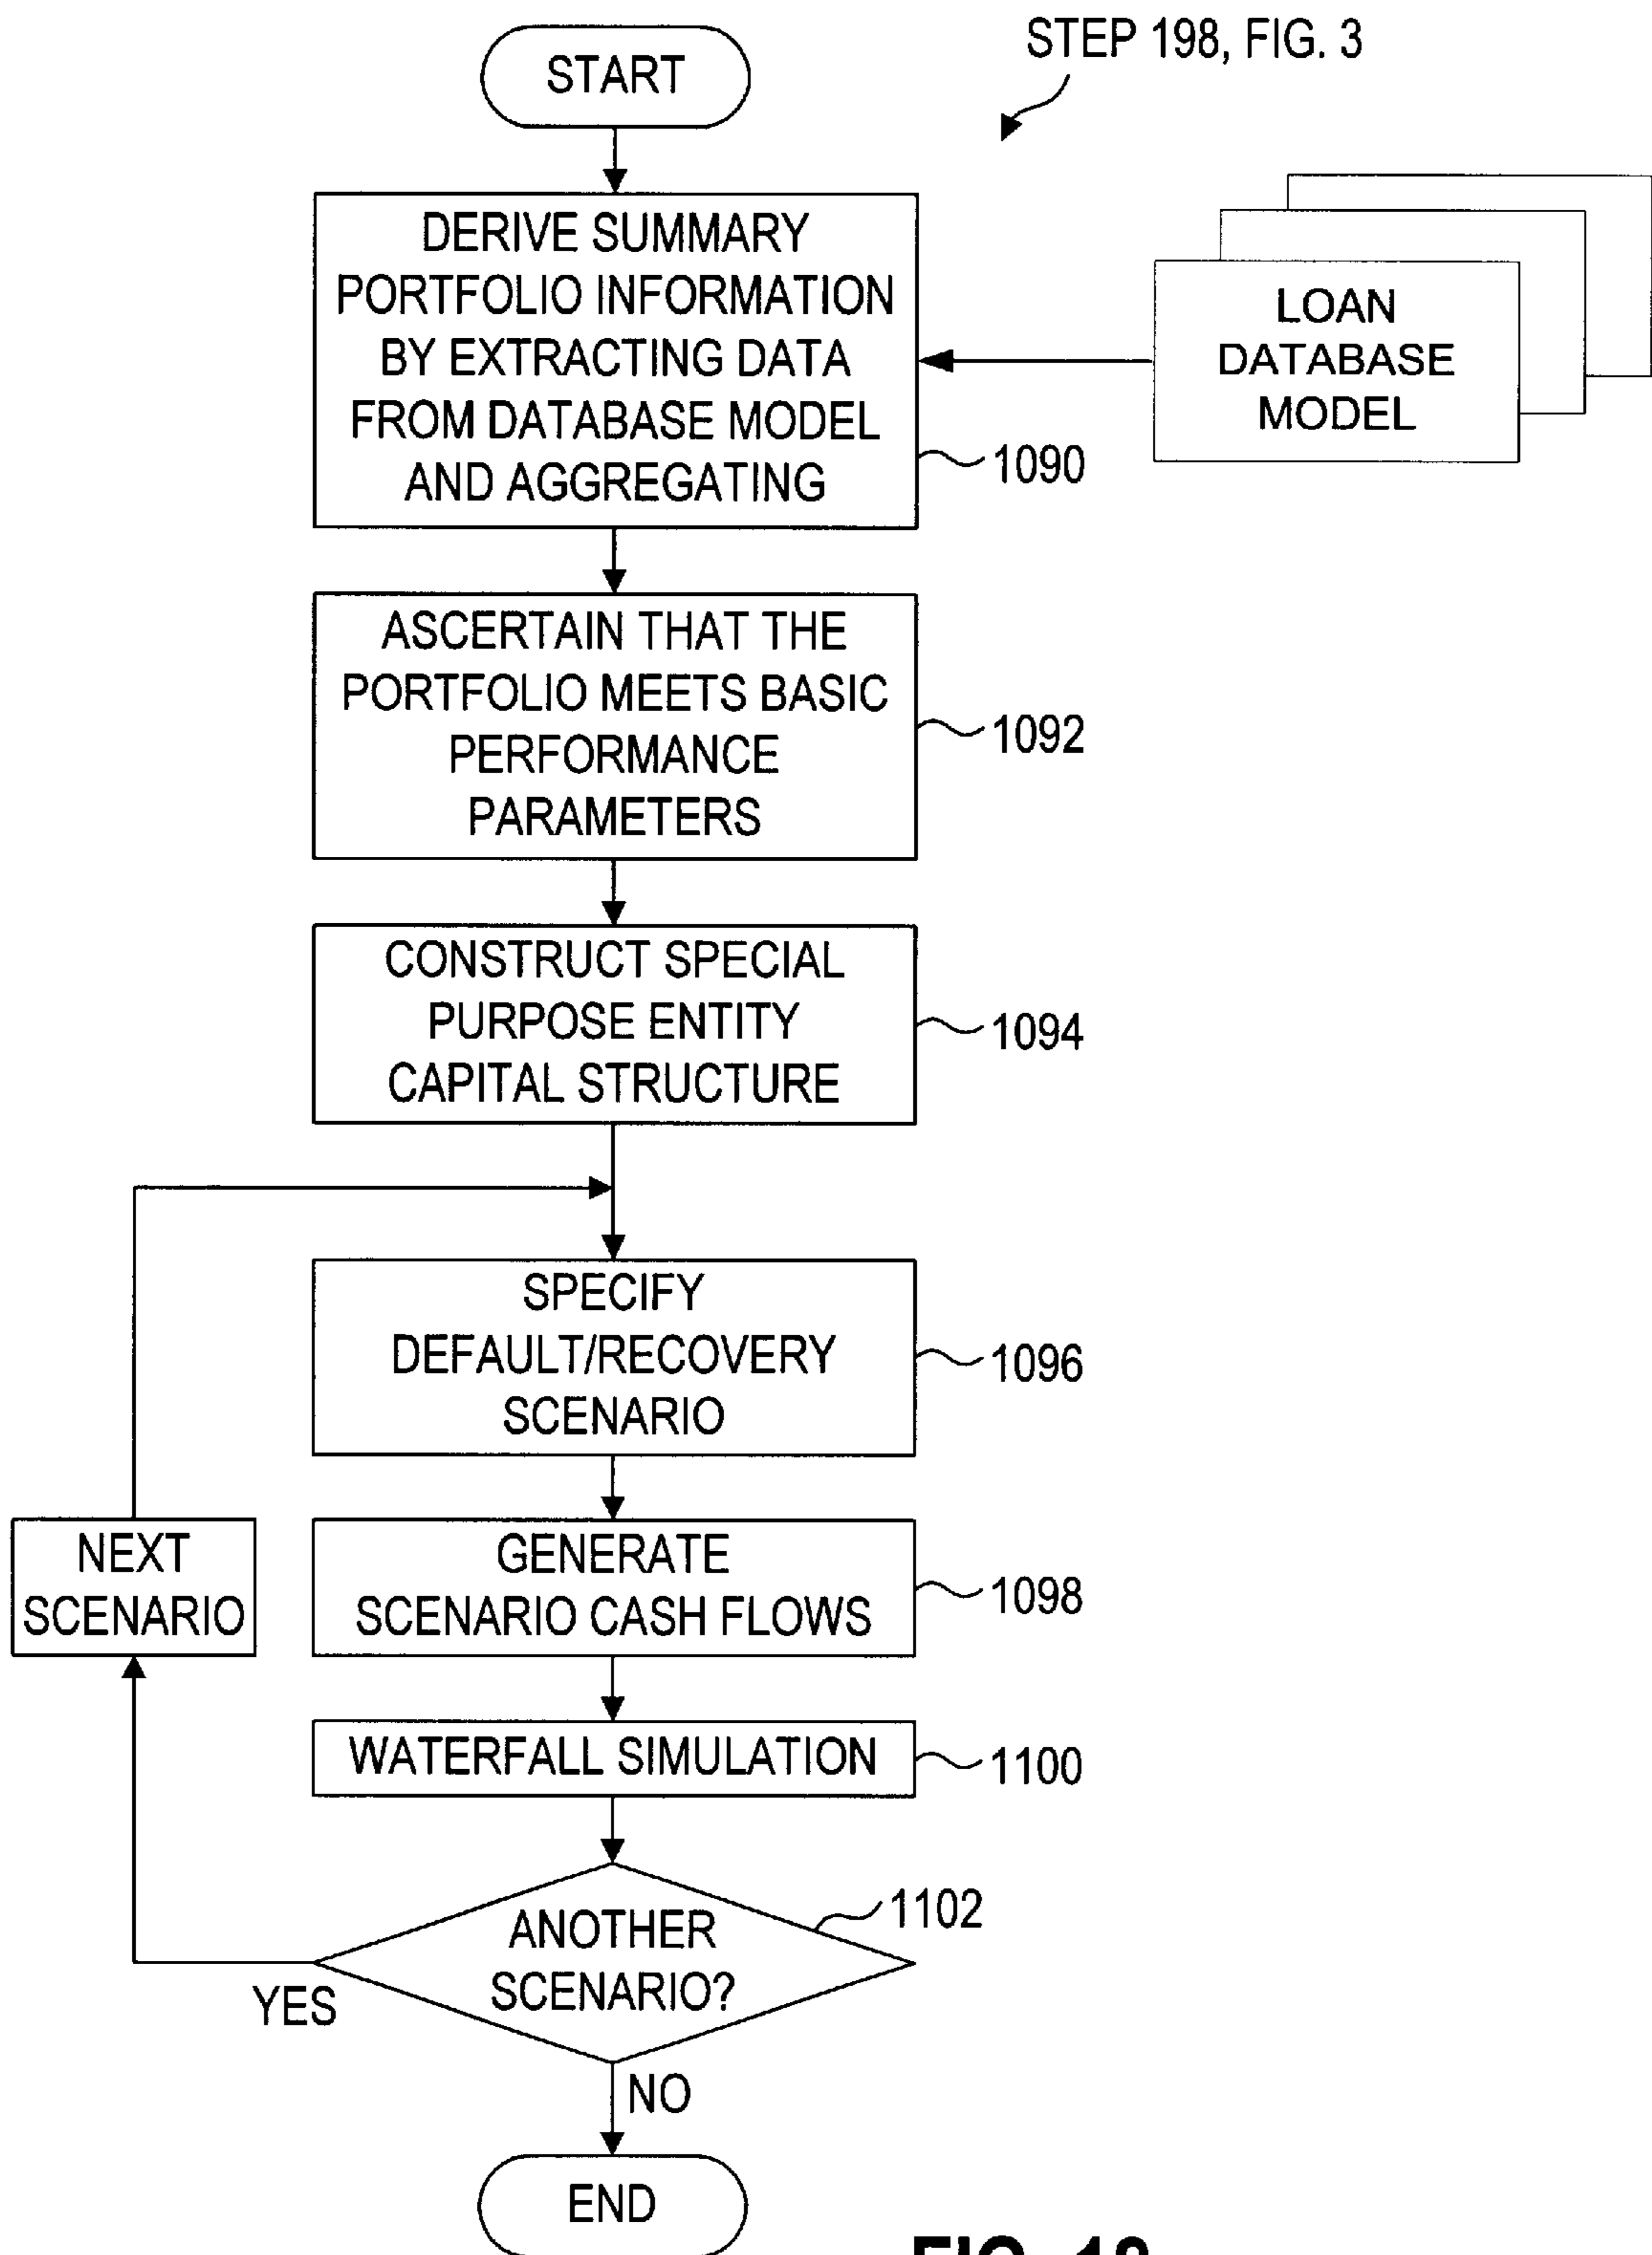 START
STEP 198, FIG. 3
DERIVE SUMMARY
PORTFOLIO INFORMATION
BY EXTRACTING DATA
FROM DATABASE MODEL
AND AGGREGATING
1090
LOAN
DATABASE
MODEL
ASCERTAIN THAT THE
PORTFOLIO MEETS BASIC
PERFORMANCE
PARAMETERS
1092
CONSTRUCT SPECIAL
PURPOSE ENTITY
CAPITAL STRUCTURE
1094
SPECIFY
DEFAULT/RECOVERY
SCENARIO
1096
NEXT
SCENARIO
GENERATE
SCENARIO CASH FLOWS
1098
WATERFALL SIMULATION
1100
ANOTHER
SCENARIO?
1102
YES
NO
END